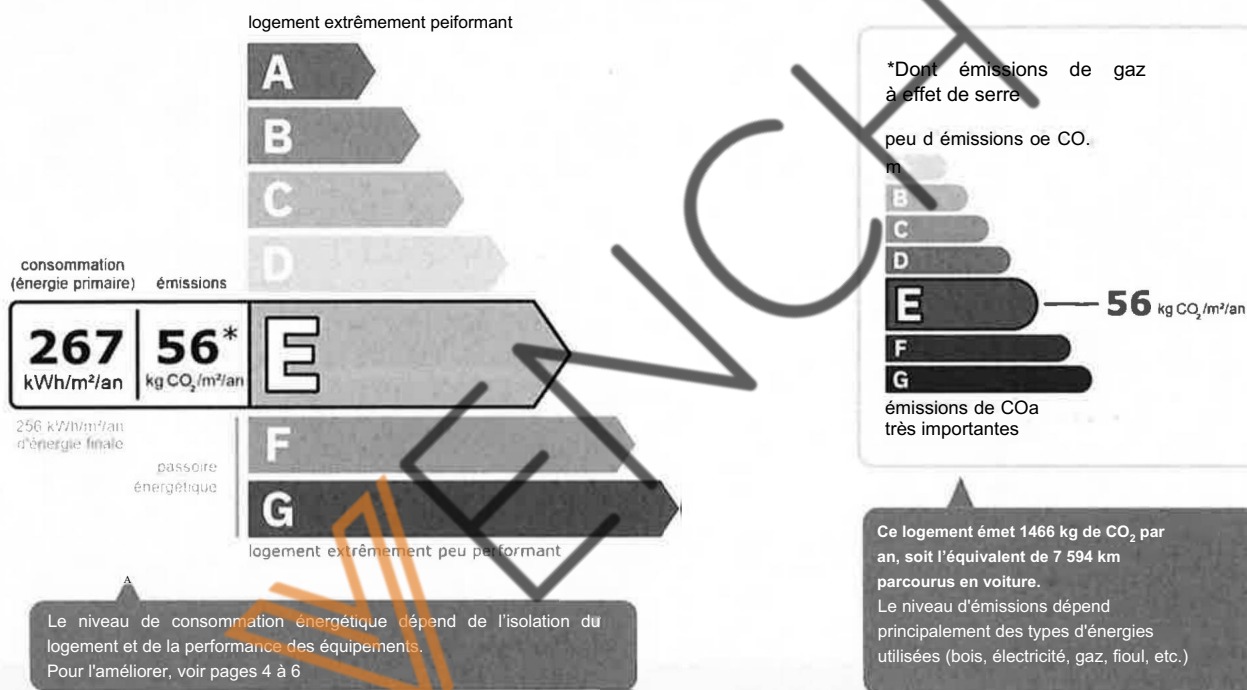 logement extrêmement peiformant
A
B
C
D
consommation
(énergie primaire)
émissions
267
kWh/m²/an
56*
kg CO₂/m²/an
E
256 kWh/m²/an
d'énergie finale
passoire
énergétique
F
G
logement extrêmement peu performant
A
Le niveau de consommation énergétique dépend de l'isolation du
logement et de la performance des équipements.
Pour l'améliorer, voir pages 4 à 6
*Dont émissions de gaz
à effet de serre
peu d émissions oe CO.
m
B
C
D
E
56 kg CO₂/m²/an
F
G
émissions de COa
très importantes
Ce logement émet 1466 kg de CO₂ par
an, soit l'équivalent de 7 594 km
parcourus en voiture.
Le niveau d'émissions dépend
principalement des types d'énergies
utilisées (bois, électricité, gaz, fioul, etc.)
VENCH